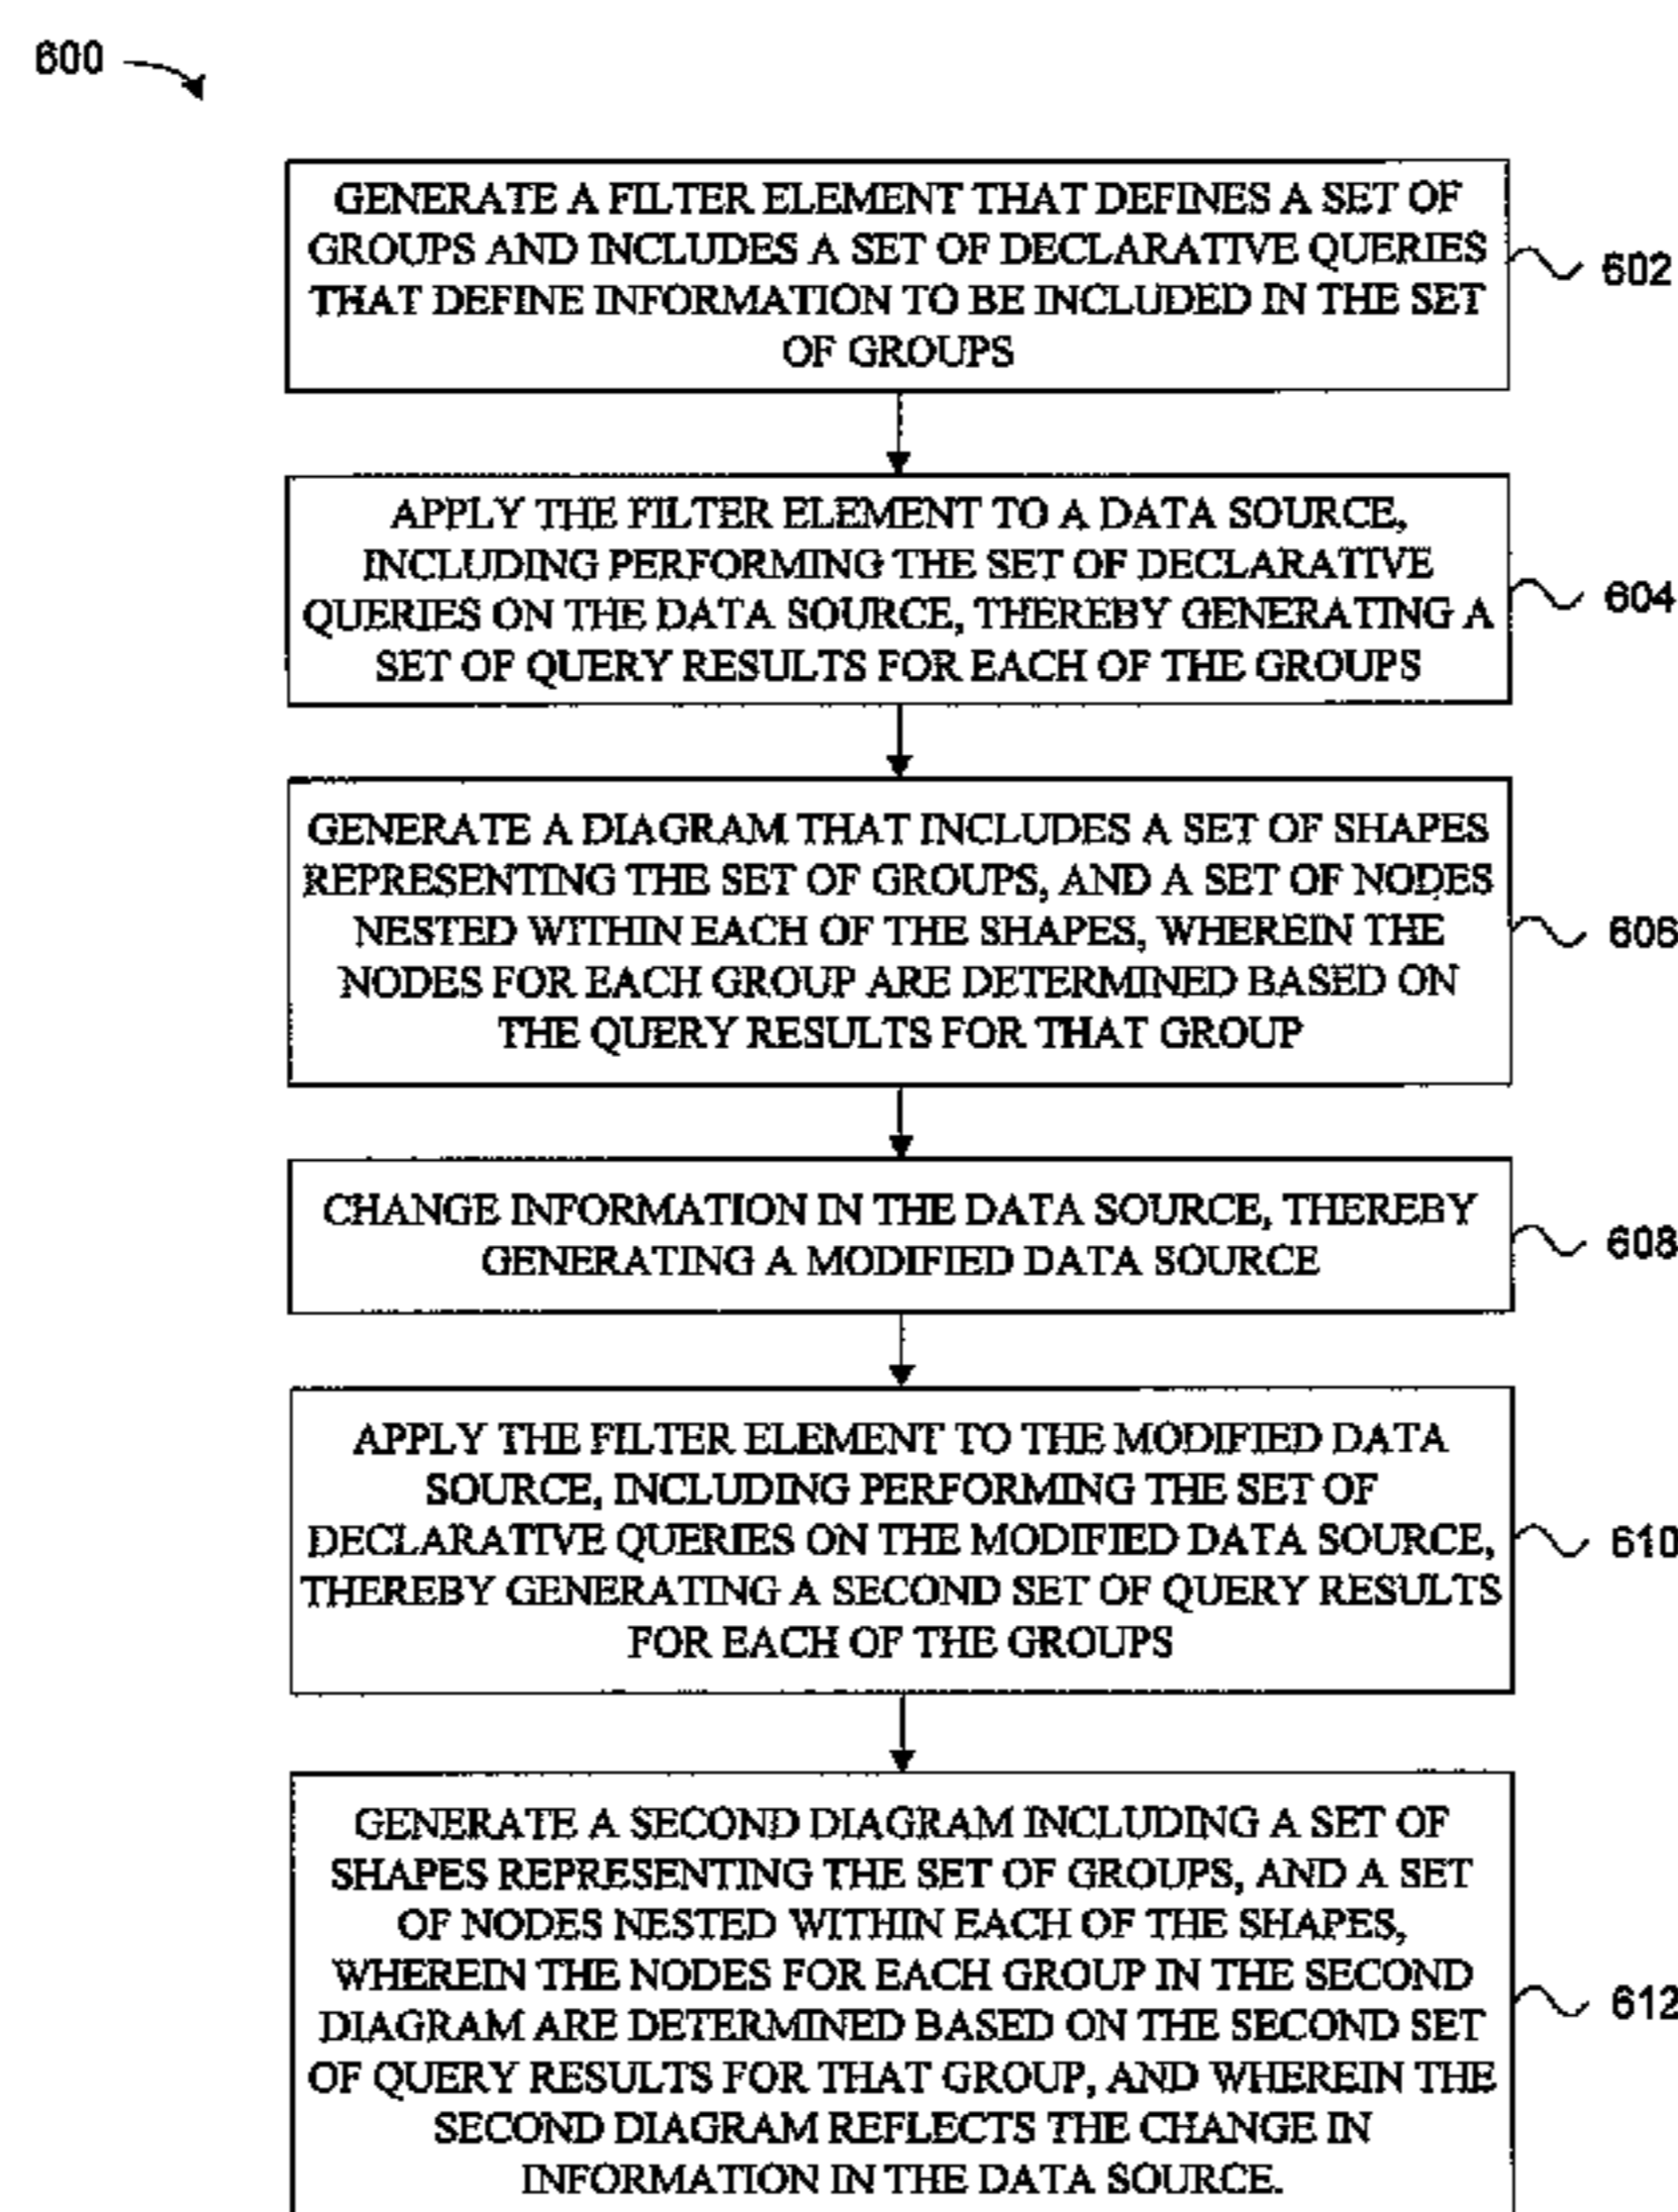 600
GENERATE A FILTER ELEMENT THAT DEFINES A SET OF
GROUPS AND INCLUDES A SET OF DECLARATIVE QUERIES
THAT DEFINE INFORMATION TO BE INCLUDED IN THE SET
OF GROUPS
602
APPLY THE FILTER ELEMENT TO A DATA SOURCE,
INCLUDING PERFORMING THE SET OF DECLARATIVE
QUERIES ON THE DATA SOURCE, THEREBY GENERATING A
SET OF QUERY RESULTS FOR EACH OF THE GROUPS
604
GENERATE A DIAGRAM THAT INCLUDES A SET OF SHAPES
REPRESENTING THE SET OF GROUPS, AND A SET OF NODES
NESTED WITHIN EACH OF THE SHAPES, WHEREIN THE
NODES FOR EACH GROUP ARE DETERMINED BASED ON
THE QUERY RESULTS FOR THAT GROUP
606
CHANGE INFORMATION IN THE DATA SOURCE, THEREBY
GENERATING A MODIFIED DATA SOURCE
608
APPLY THE FILTER ELEMENT TO THE MODIFIED DATA
SOURCE, INCLUDING PERFORMING THE SET OF
DECLARATIVE QUERIES ON THE MODIFIED DATA SOURCE,
THEREBY GENERATING A SECOND SET OF QUERY RESULTS
FOR EACH OF THE GROUPS
610
GENERATE A SECOND DIAGRAM INCLUDING A SET OF
SHAPES REPRESENTING THE SET OF GROUPS, AND A SET
OF NODES NESTED WITHIN EACH OF THE SHAPES,
WHEREIN THE NODES FOR EACH GROUP IN THE SECOND
DIAGRAM ARE DETERMINED BASED ON THE SECOND SET
OF QUERY RESULTS FOR THAT GROUP, AND WHEREIN THE
SECOND DIAGRAM REFLECTS THE CHANGE IN
INFORMATION IN THE DATA SOURCE.
612